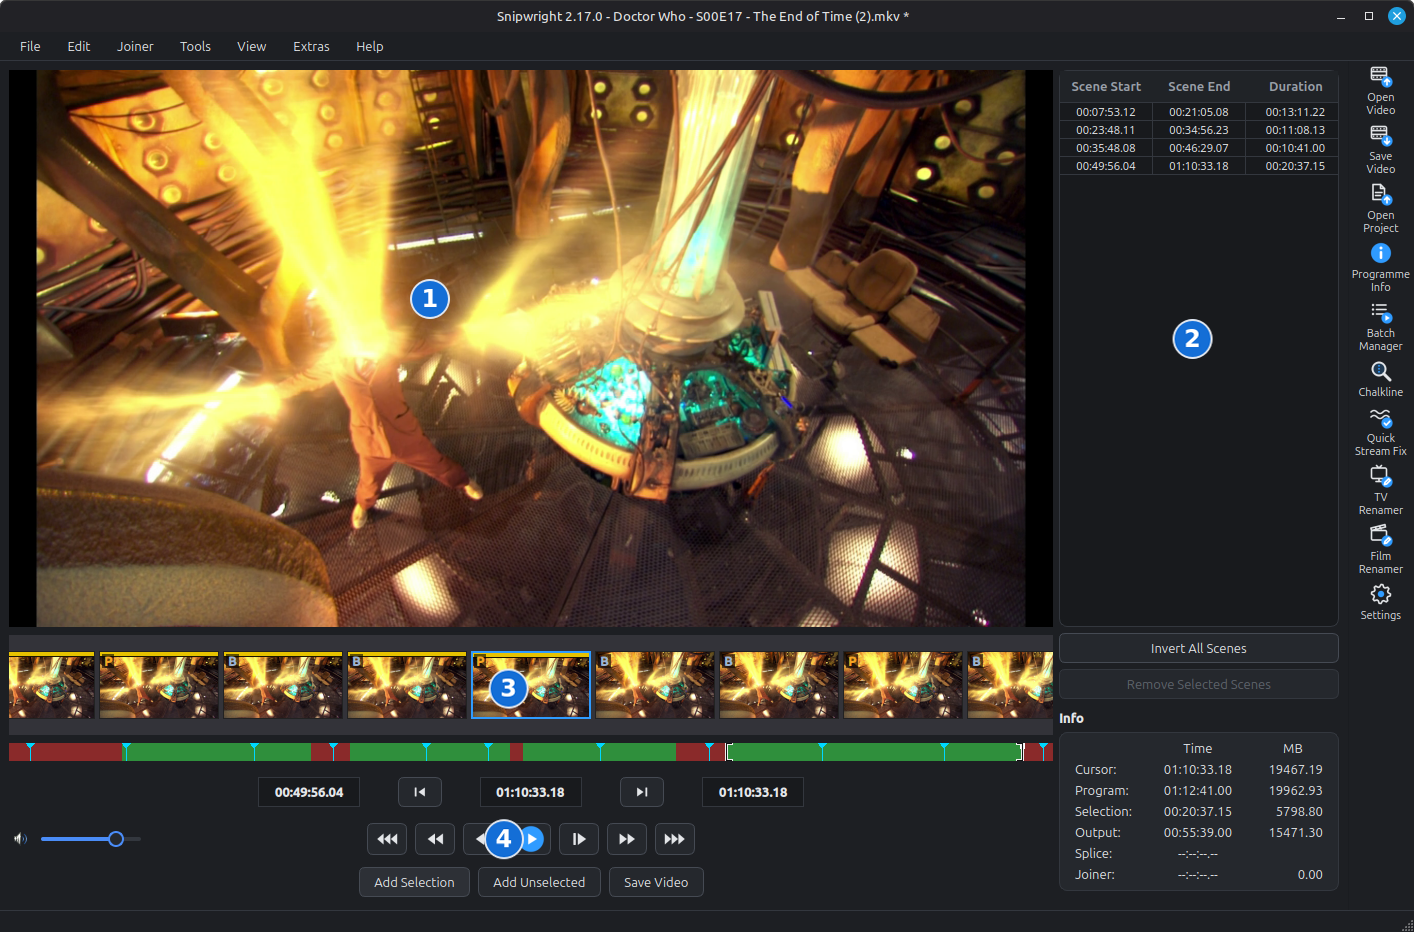 Snipwright 2.17.0 - Doctor Who - S00E17 - The End of Time (2).mkv *
File Edit Joiner Tools View Extras Help
1
Scene Start Scene End Duration
00:07:53.12 00:21:05.08 00:13:11.22
00:23:48.11 00:34:56.23 00:11:08.13
00:35:48.08 00:46:29.07 00:10:41.00
00:49:56.04 01:10:33.18 00:20:37.15
2
Open
Video
Save
Video
Open
Project
Programme
Info
Batch
Manager
Chalkline
Quick
Stream Fix
TV
Renamer
Film
Renamer
Settings
P B B P B B P B
3
Invert All Scenes
Remove Selected Scenes
Info
Time MB
Cursor: 01:10:33.18 19467.19
Program: 01:12:41.00 19962.93
Selection: 00:20:37.15 5798.80
Output: 00:55:39.00 15471.30
Splice: --:--:--.--
Joiner: --:--:--.-- 0.00
00:49:56.04 01:10:33.18 01:10:33.18
4
Add Selection Add Unselected Save Video